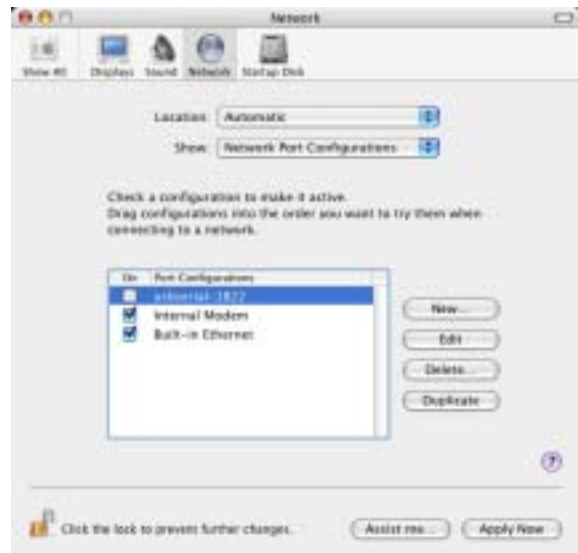 Network
Show All Displays Sound Network Startup Disk
Location: Automatic
Show: Network Port Configurations
Check a configuration to make it active.
Drag configurations into the order you want to try them when
connecting to a network.
On Port Configurations
Internal Modem
Built-in Ethernet
New...
Edit
Delete...
Duplicate
?
Click the lock to prevent further changes.
Assist me...
Apply Now